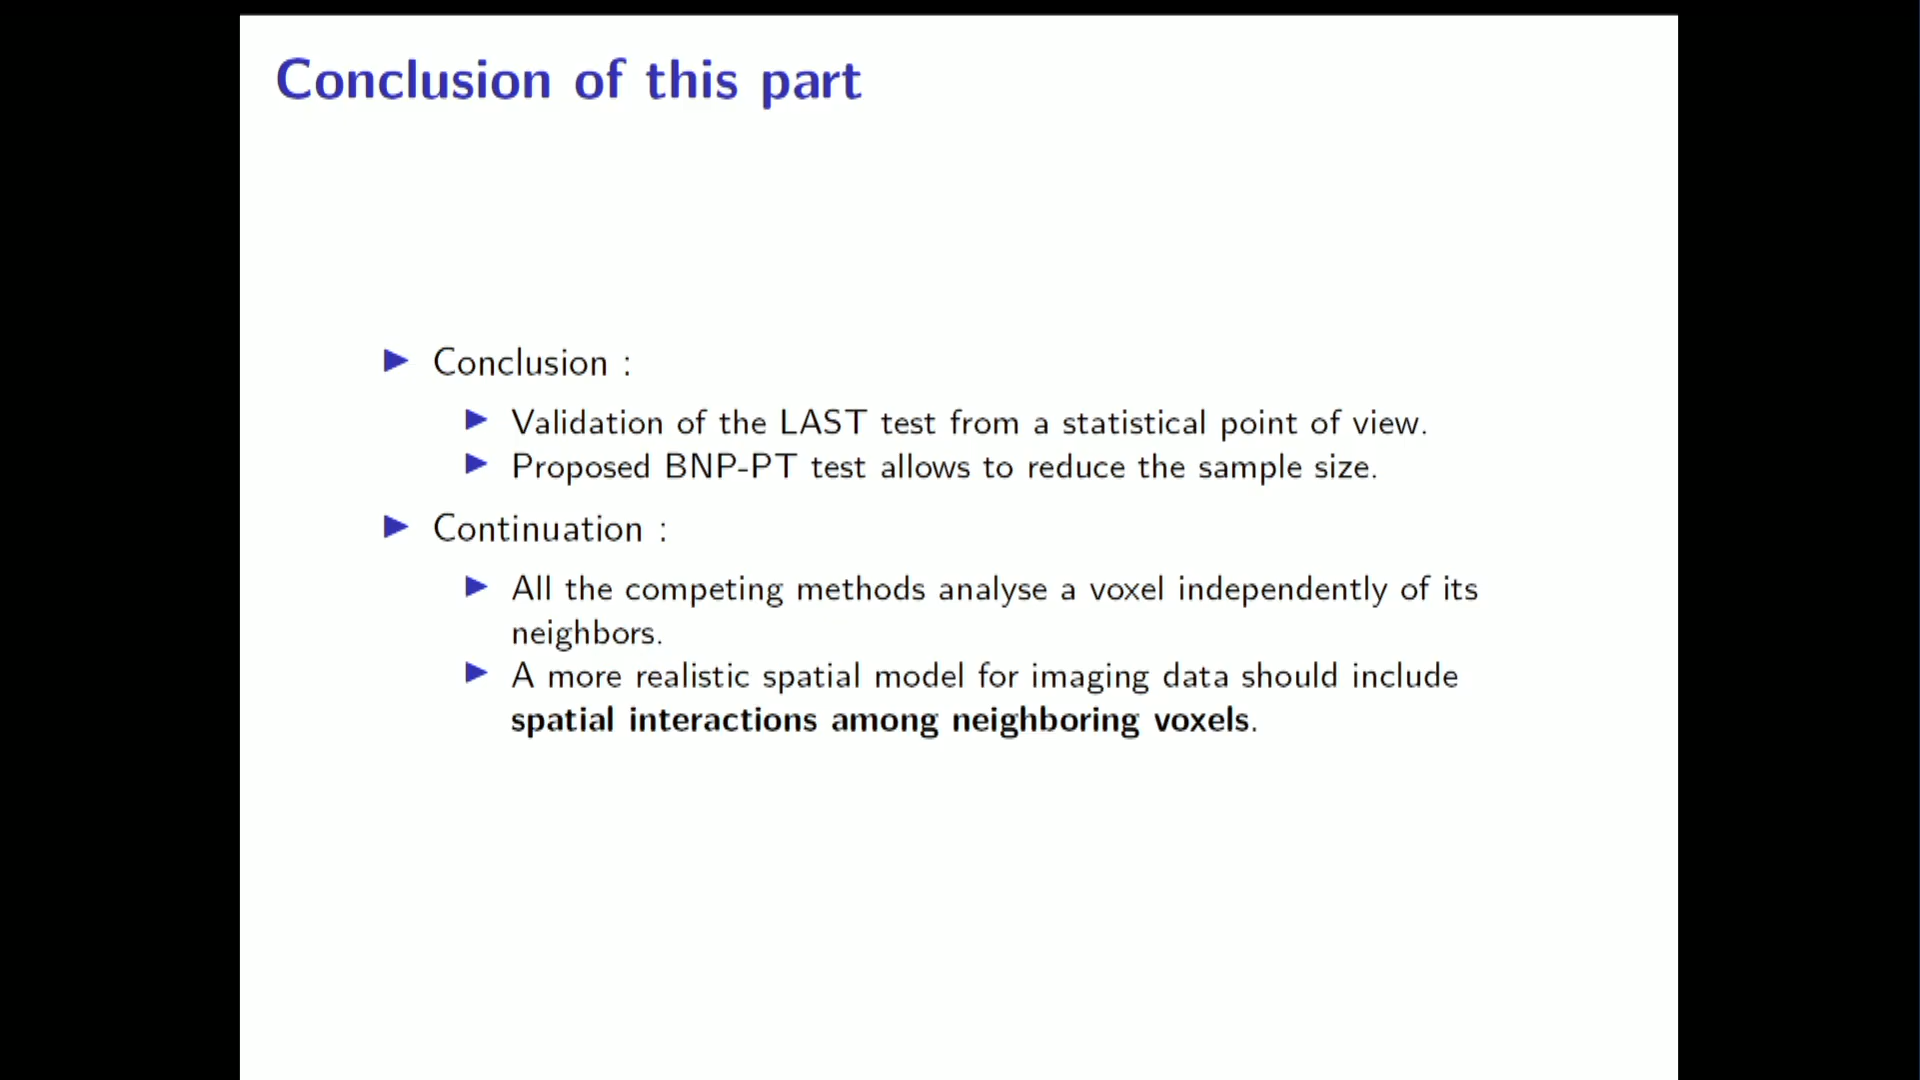 Conclusion of this part
Conclusion :
Validation of the LAST test from a statistical point of view.
Proposed BNP-PT test allows to reduce the sample size.
Continuation :
All the competing methods analyse a voxel independently of its
neighbors.
A more realistic spatial model for imaging data should include
spatial interactions among neighboring voxels.